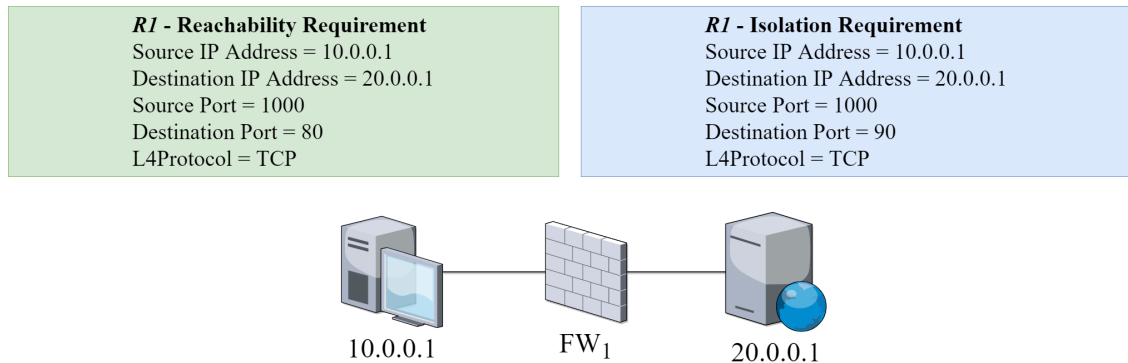 R1 - Reachability Requirement
Source IP Address = 10.0.0.1
Destination IP Address = 20.0.0.1
Source Port = 1000
Destination Port = 80
L4Protocol = TCP
R1 - Isolation Requirement
Source IP Address = 10.0.0.1
Destination IP Address = 20.0.0.1
Source Port = 1000
Destination Port = 90
L4Protocol = TCP
10.0.0.1
FW1
20.0.0.1